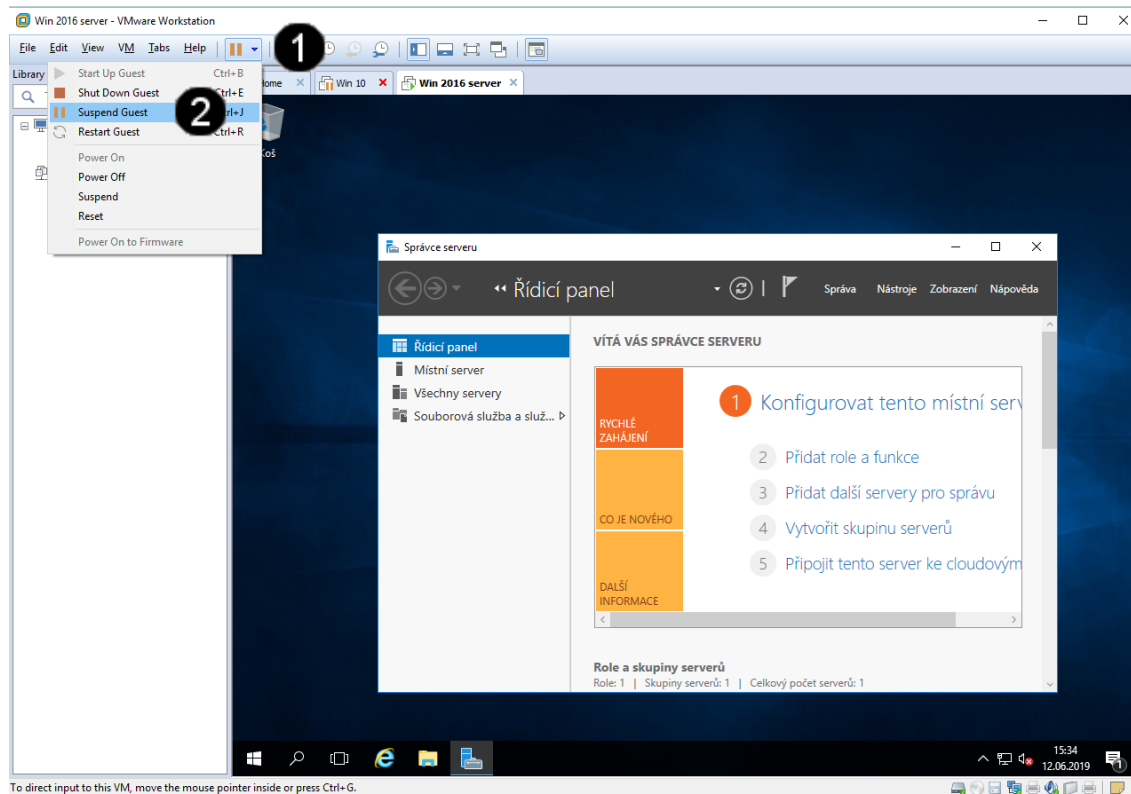 Win 2016 server - VMware Workstation
File Edit View VM Tabs Help
1
Library
Home Win 10 Win 2016 server
Start Up Guest Ctrl+B
Shut Down Guest Ctrl+E
Suspend Guest 2 Ctrl+J
Restart Guest Ctrl+R
Power On
Power Off
Suspend
Reset
Power On to Firmware
Koš
Správce serveru
Řídicí panel
Správa Nástroje Zobrazení Nápověda
Řídicí panel
Místní server
Všechny servery
Souborová služba a služ...
VÍTÁ VÁS SPRÁVCE SERVERU
RYCHLÉ
ZAHÁJENÍ
CO JE NOVÉHO
DALŠÍ
INFORMACE
1 Konfigurovat tento místní serv
2 Přidat role a funkce
3 Přidat další servery pro správu
4 Vytvořit skupinu serverů
5 Připojit tento server ke cloudovým
Role a skupiny serverů
Role: 1 | Skupiny serverů: 1 | Celkový počet serverů: 1
15:34
12.06.2019
1
To direct input to this VM, move the mouse pointer inside or press Ctrl+G.